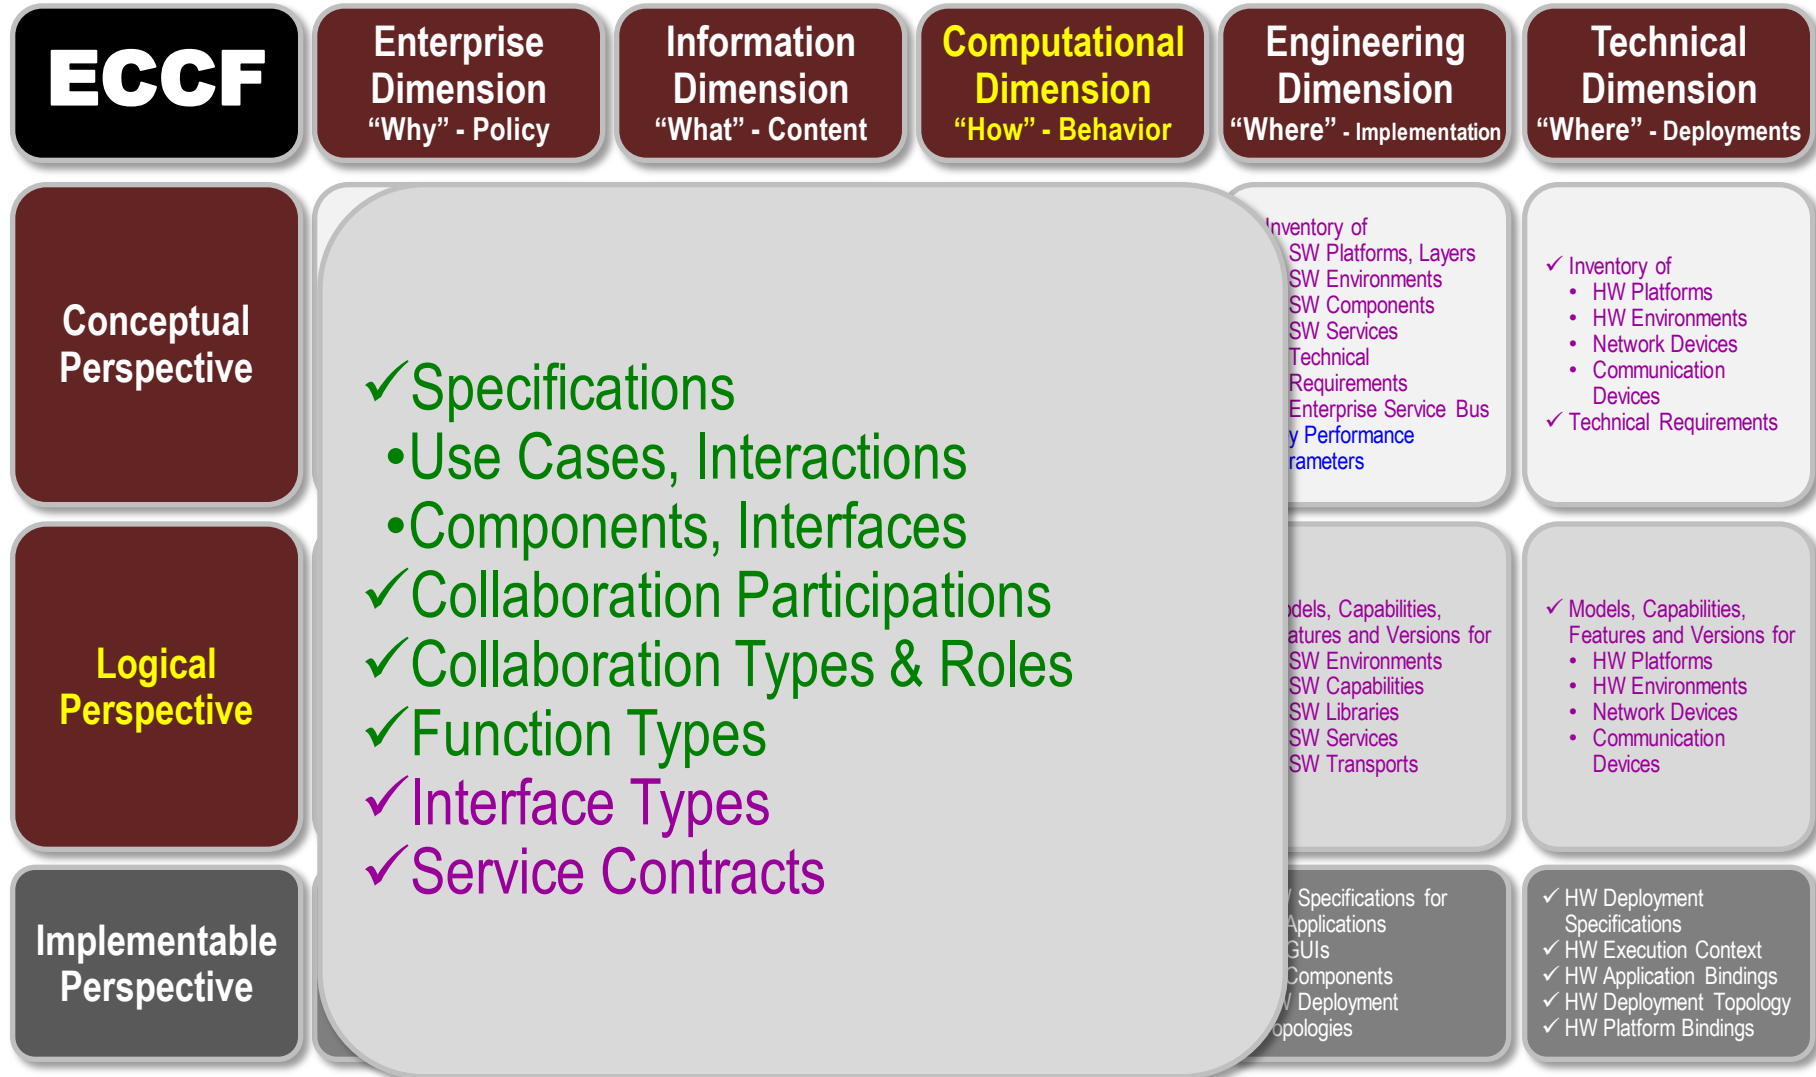 ECCF
Enterprise
Dimension
“Why” - Policy
Information
Dimension
“What” - Content
Computational
Dimension
“How” - Behavior
Engineering
Dimension
“Where” - Implementation
Technical
Dimension
“Where” - Deployments
Conceptual
Perspective
✓Specifications
•Use Cases, Interactions
•Components, Interfaces
✓Collaboration Participations
✓Collaboration Types & Roles
✓Function Types
✓Interface Types
✓Service Contracts
Inventory of
SW Platforms, Layers
SW Environments
SW Components
SW Services
Technical
Requirements
Enterprise Service Bus
Performance
✓ Inventory of
• HW Platforms
• HW Environments
• Network Devices
• Communication
Devices
✓ Technical Requirements
Logical
Perspective
Capabilities,
and Versions for
SW Environments
SW Capabilities
SW Libraries
SW Services
SW Transports
✓ Models, Capabilities,
Features and Versions for
• HW Platforms
• HW Environments
• Network Devices
• Communication
Devices
Implementable
Perspective
Specifications for
Applications
GUIs
Components
Deployment
✓ HW Deployment
Specifications
✓ HW Execution Context
✓ HW Application Bindings
✓ HW Deployment Topology
✓ HW Platform Bindings